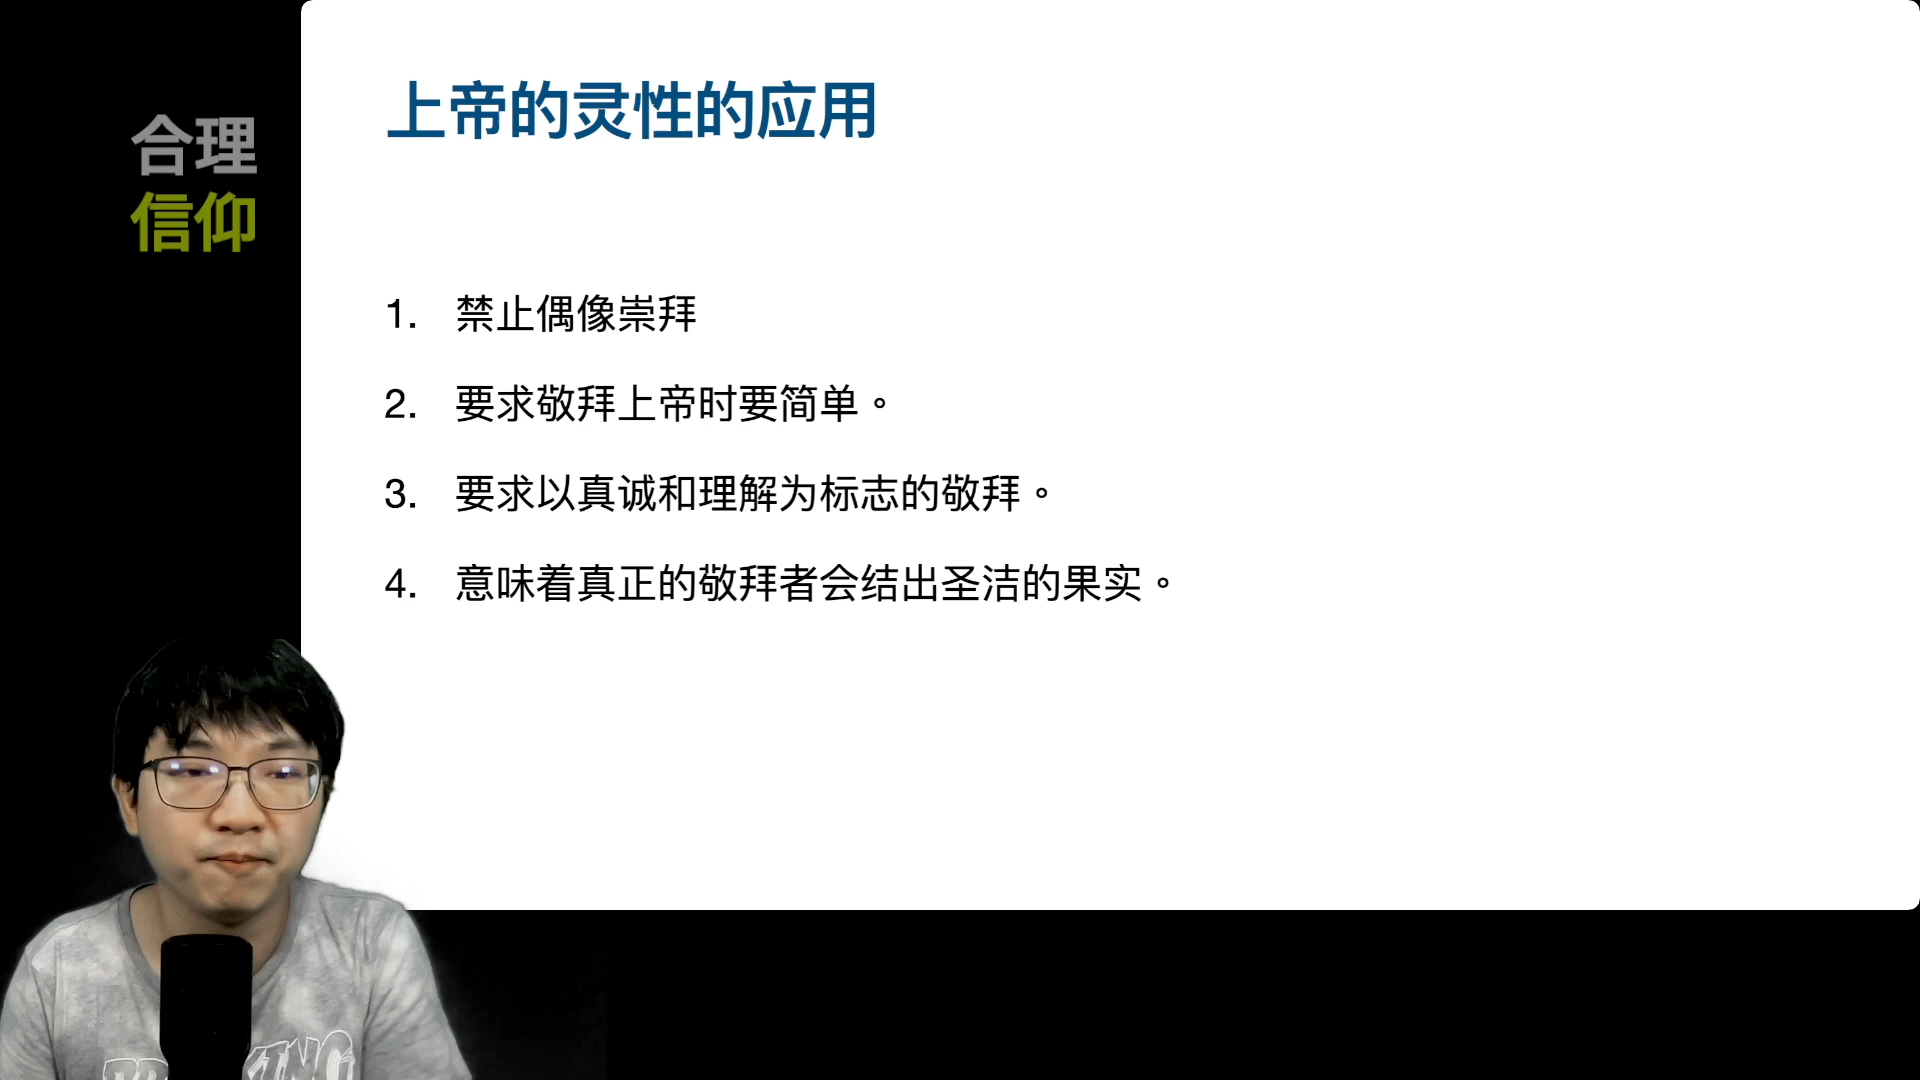 合理
信仰
上帝的灵性的应用
1. 禁止偶像崇拜
2. 要求敬拜上帝时要简单。
3. 要求以真诚和理解为标志的敬拜。
4. 意味着真正的敬拜者会结出圣洁的果实。